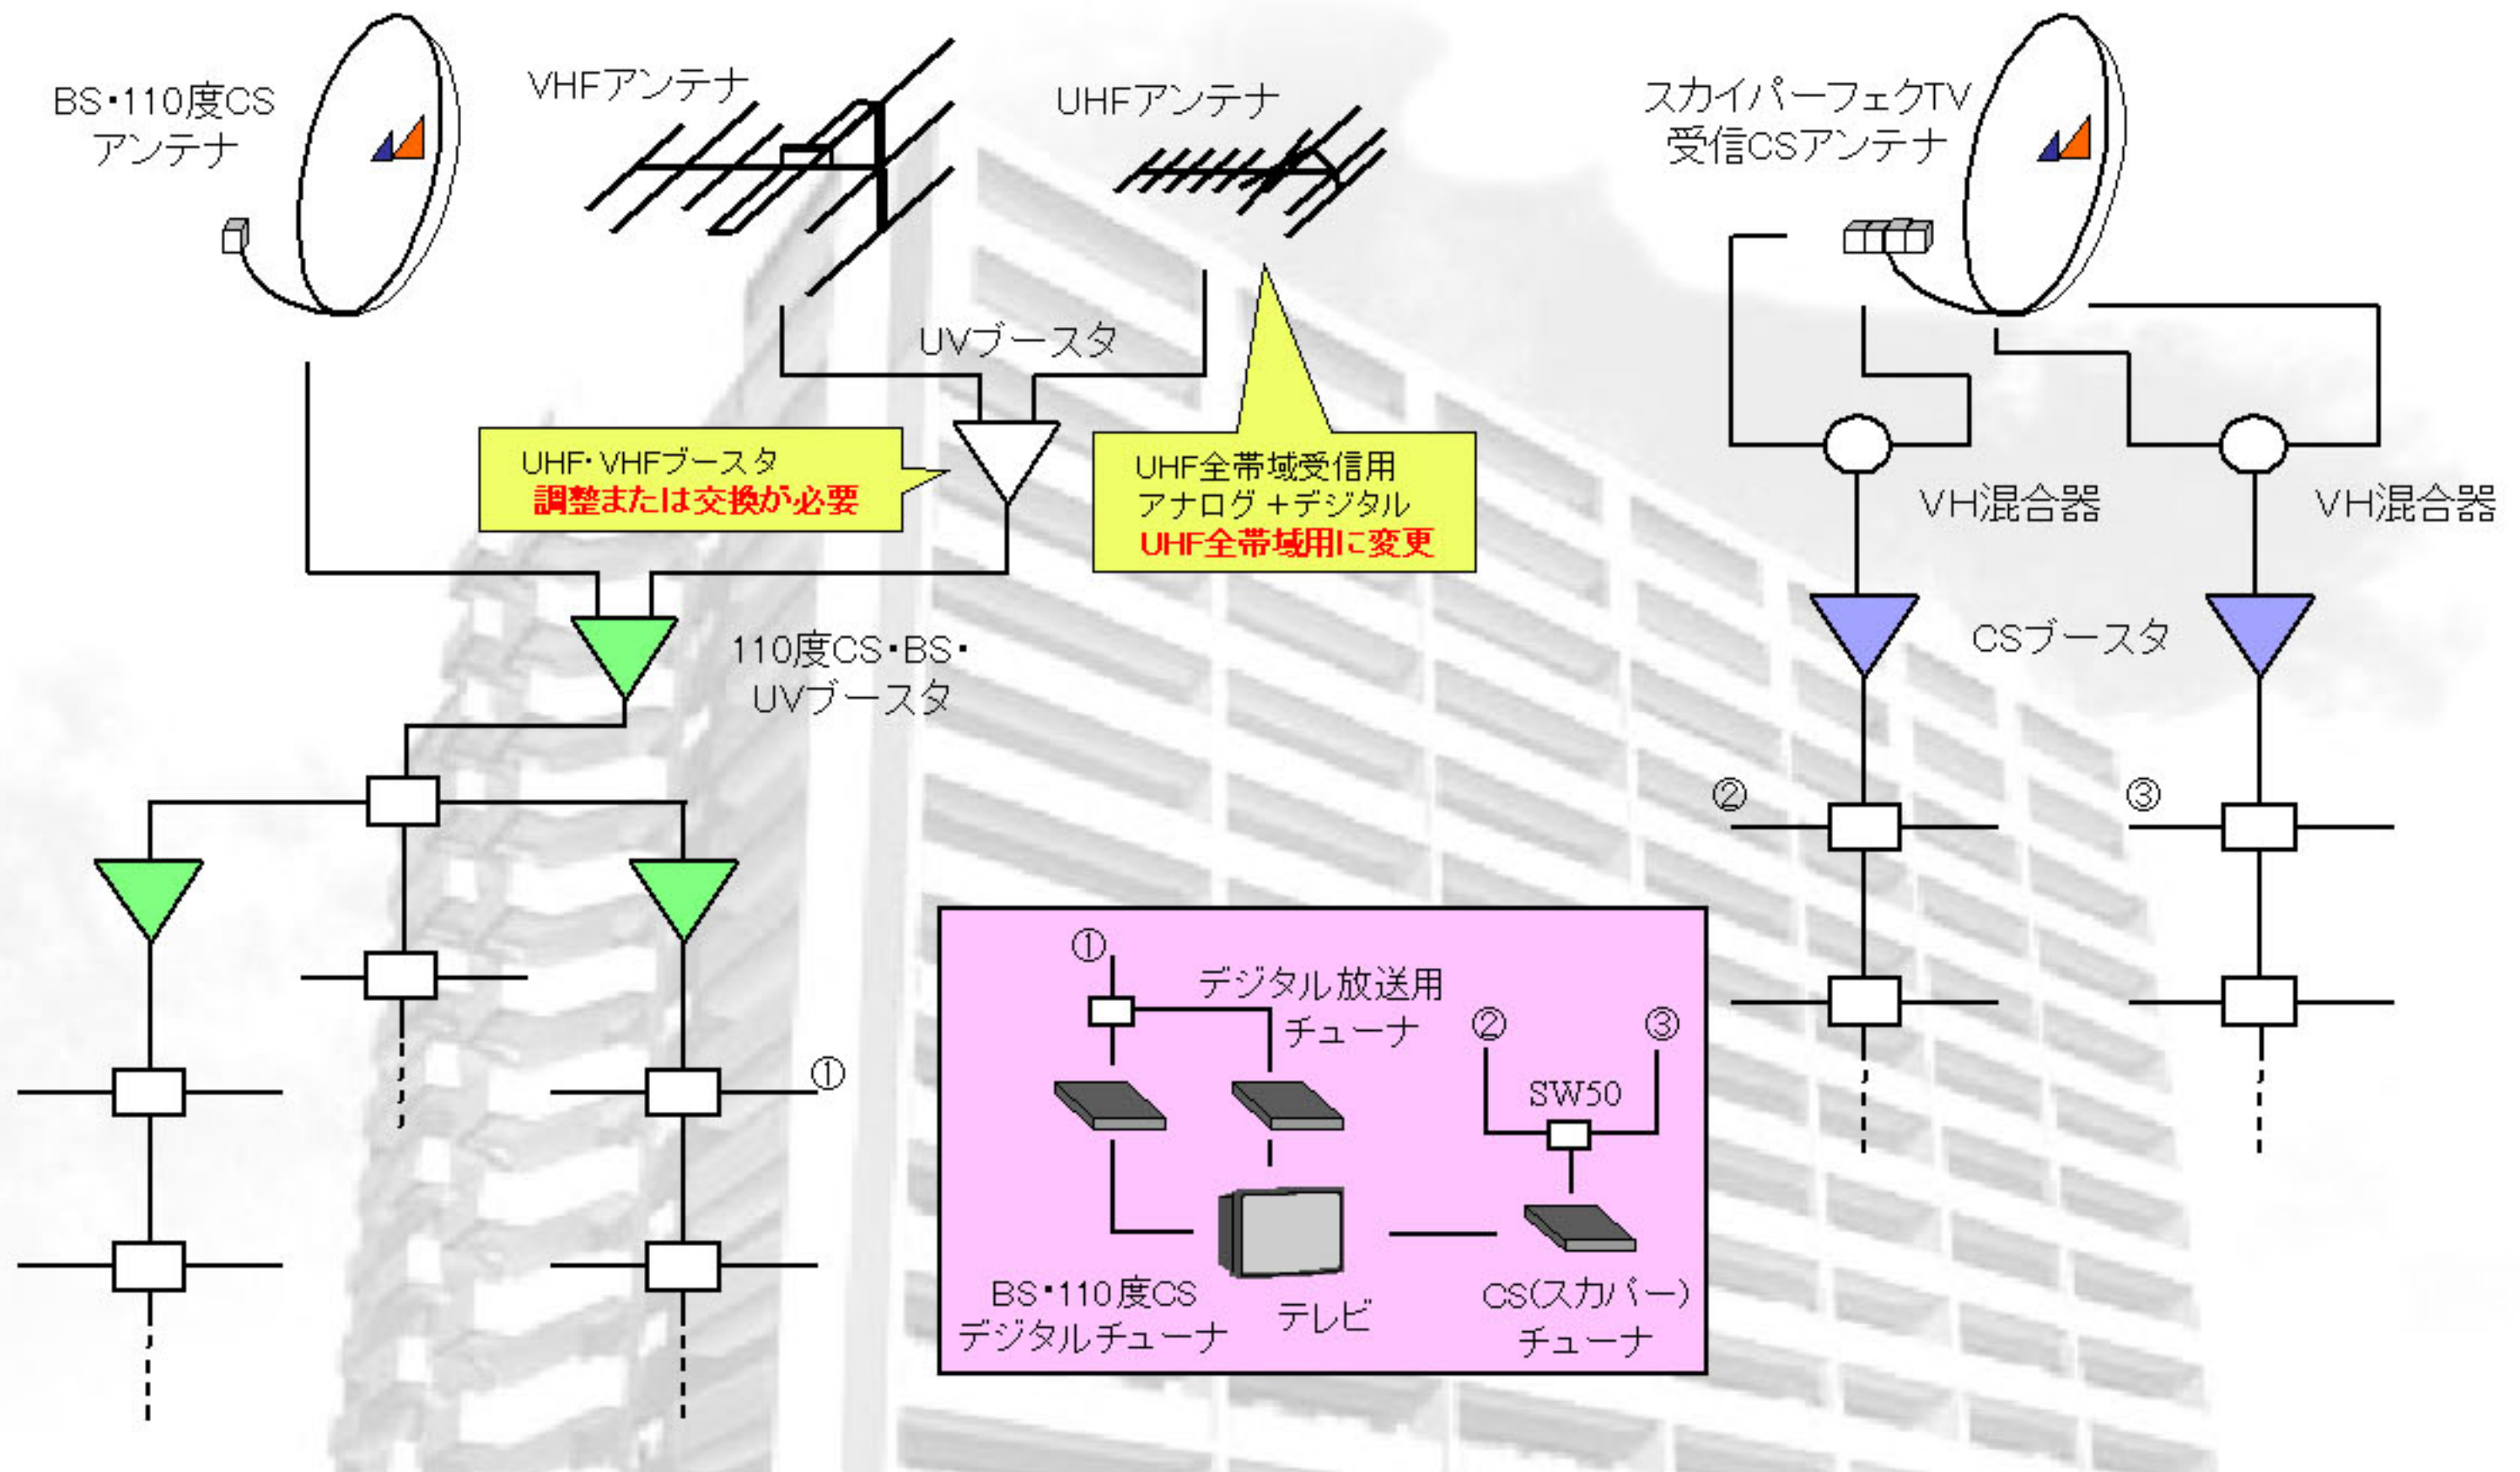 BS・110度CS
アンテナ
VHFアンテナ
UHFアンテナ
スカイパーフェクTV
受信CSアンテナ
UVブースタ
UHF・VHFブースタ
調整または交換が必要
UHF全帯域受信用
アナログ+デジタル
UHF全帯域用に変更
VH混合器
VH混合器
110度CS・BS・
UVブースタ
CSブースタ
②
③
①
①
デジタル放送用
チューナ
②
③
SW50
BS・110度CS
デジタルチューナ
テレビ
CS(スカパー)
チューナ